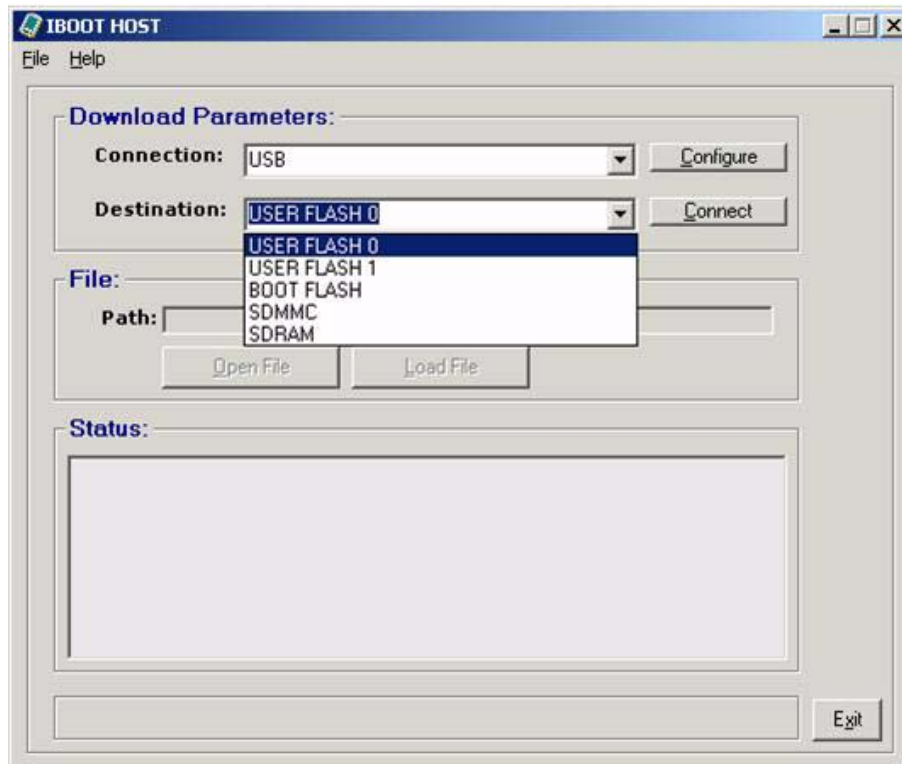 IBOOT HOST
File Help
Download Parameters:
Connection: USB Configure
Destination: USER FLASH 0 Connect
USER FLASH 0
USER FLASH 1
BOOT FLASH
SDMMC
SDRAM
File:
Path:
Open File Load File
Status:
Exit